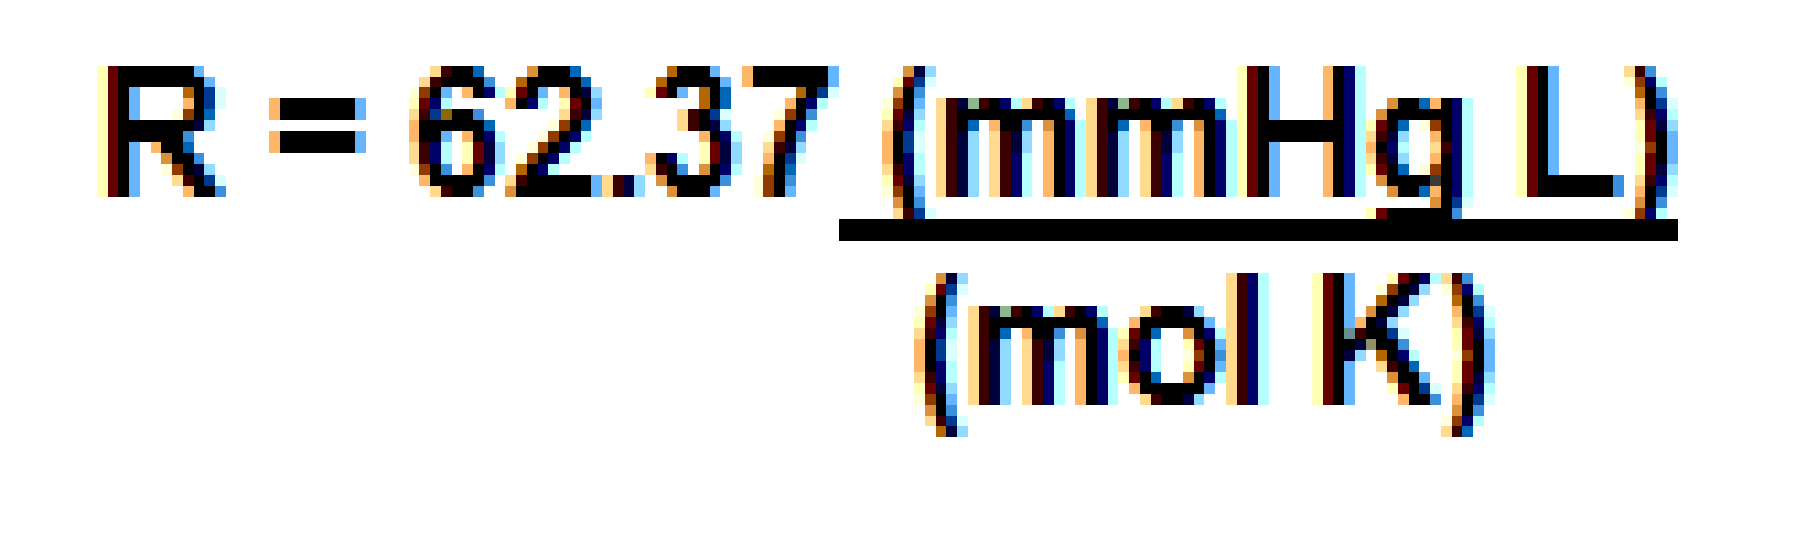 R = 62.37 (mmHg L)
(mol K)